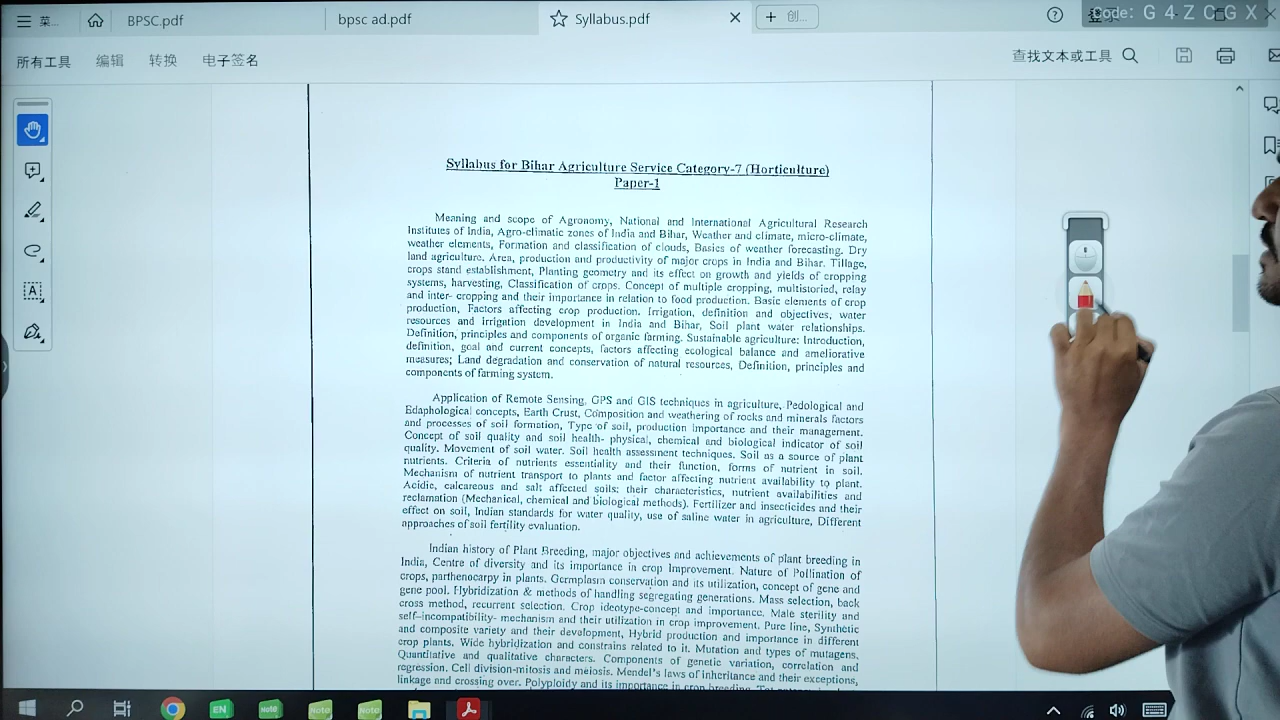 菜...
BPSC.pdf
bpsc ad.pdf
Syllabus.pdf
创...
Code: G 4 Z C G X
所有工具
编辑
转换
电子签名
查找文本或工具
Syllabus for Bihar Agriculture Service Category-7 (Horticulture)
Paper-1
Meaning and scope of Agronomy, National and International Agricultural Research
Institutes of India, Agro-climatic zones of India and Bihar, Weather and climate, micro-climate,
weather elements, Formation and classification of clouds, Basics of weather forecasting. Dry
land agriculture. Area, production and productivity of major crops in India and Bihar. Tillage,
crops stand establishment, Planting geometry and its effect on growth and yields of cropping
systems, harvesting, Classification of crops. Concept of multiple cropping, multistoried, relay
and inter- cropping and their importance in relation to food production. Basic elements of crop
production, Factors affecting crop production. Irrigation, definition and objectives, water
resources and irrigation development in India and Bihar, Soil plant water relationships.
Definition, principles and components of organic farming. Sustainable agriculture: Introduction,
definition, goal and current concepts, factors affecting ecological balance and ameliorative
measures; Land degradation and conservation of natural resources, Definition, principles and
components of farming system.
Application of Remote Sensing, GPS and GIS techniques in agriculture, Pedological and
Edaphological concepts, Earth Crust, Composition and weathering of rocks and minerals factors
and processes of soil formation, Type of soil, production importance and their management.
Concept of soil quality and soil health- physical, chemical and biological indicator of soil
quality. Movement of soil water. Soil health assessment techniques. Soil as a source of plant
nutrients. Criteria of nutrients essentiality and their function, forms of nutrient in soil.
Mechanism of nutrient transport to plants and factor affecting nutrient availability to plant.
Acidic, calcareous and salt affected soils; their characteristics, nutrient availabilities and
reclamation (Mechanical, chemical and biological methods). Fertilizer and insecticides and their
effect on soil, Indian standards for water quality, use of saline water in agriculture, Different
approaches of soil fertility evaluation.
Indian history of Plant Breeding, major objectives and achievements of plant breeding in
India, Centre of diversity and its importance in crop Improvement. Nature of Pollination of
crops, parthenocarpy in plants. Germplasm conservation and its utilization, concept of gene and
gene pool. Hybridization & methods of handling segregating generations. Mass selection, back
cross method, recurrent selection. Crop ideotype-concept and importance. Male sterility and
self-incompatibility- mechanism and their utilization in crop improvement. Pure line, Synthetic
and composite variety and their development, Hybrid production and importance in different
crop plants. Wide hybridization and constrains related to it. Mutation and types of mutagens.
Quantitative and qualitative characters. Components of genetic variation, correlation and
regression. Cell division-mitosis and meiosis. Mendel's laws of inheritance and their exceptions,
linkage and crossing over. Polyploidy and its importance in crop breeding.
EN
Note
Note
Note